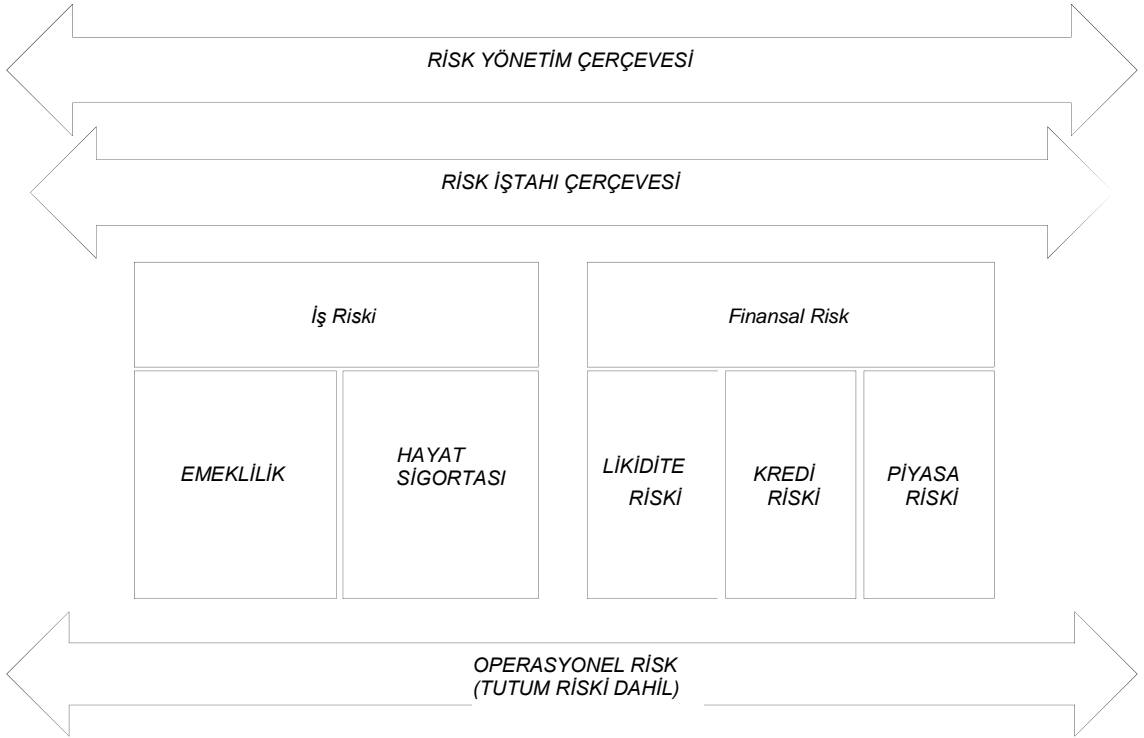 RİSK YÖNETİM ÇERÇEVESİ
RİSK İŞTAHI ÇERÇEVESİ
İş Riski
Finansal Risk
EMEKLİLİK
HAYAT
SİGORTASI
LİKİDİTE
RİSKİ
KREDİ
RİSKİ
PİYASA
RİSKİ
OPERASYONEL RİSK
(TUTUM RİSKİ DAHİL)